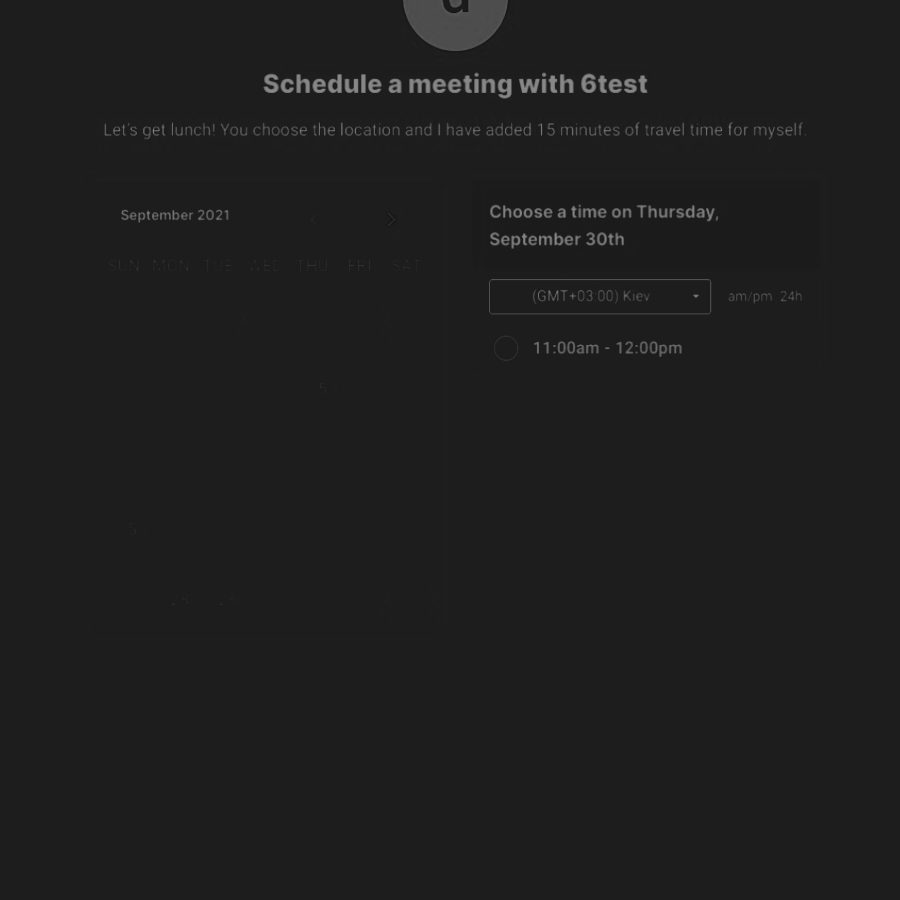 Schedule a meeting with 6test
Let's get lunch! You choose the location and I have added 15 minutes of travel time for myself.
September 2021
SUN MON TUE WED THU FRI SAT
Choose a time on Thursday,
September 30th
(GMT+03:00) Kiev
am/pm 24h
11:00am - 12:00pm